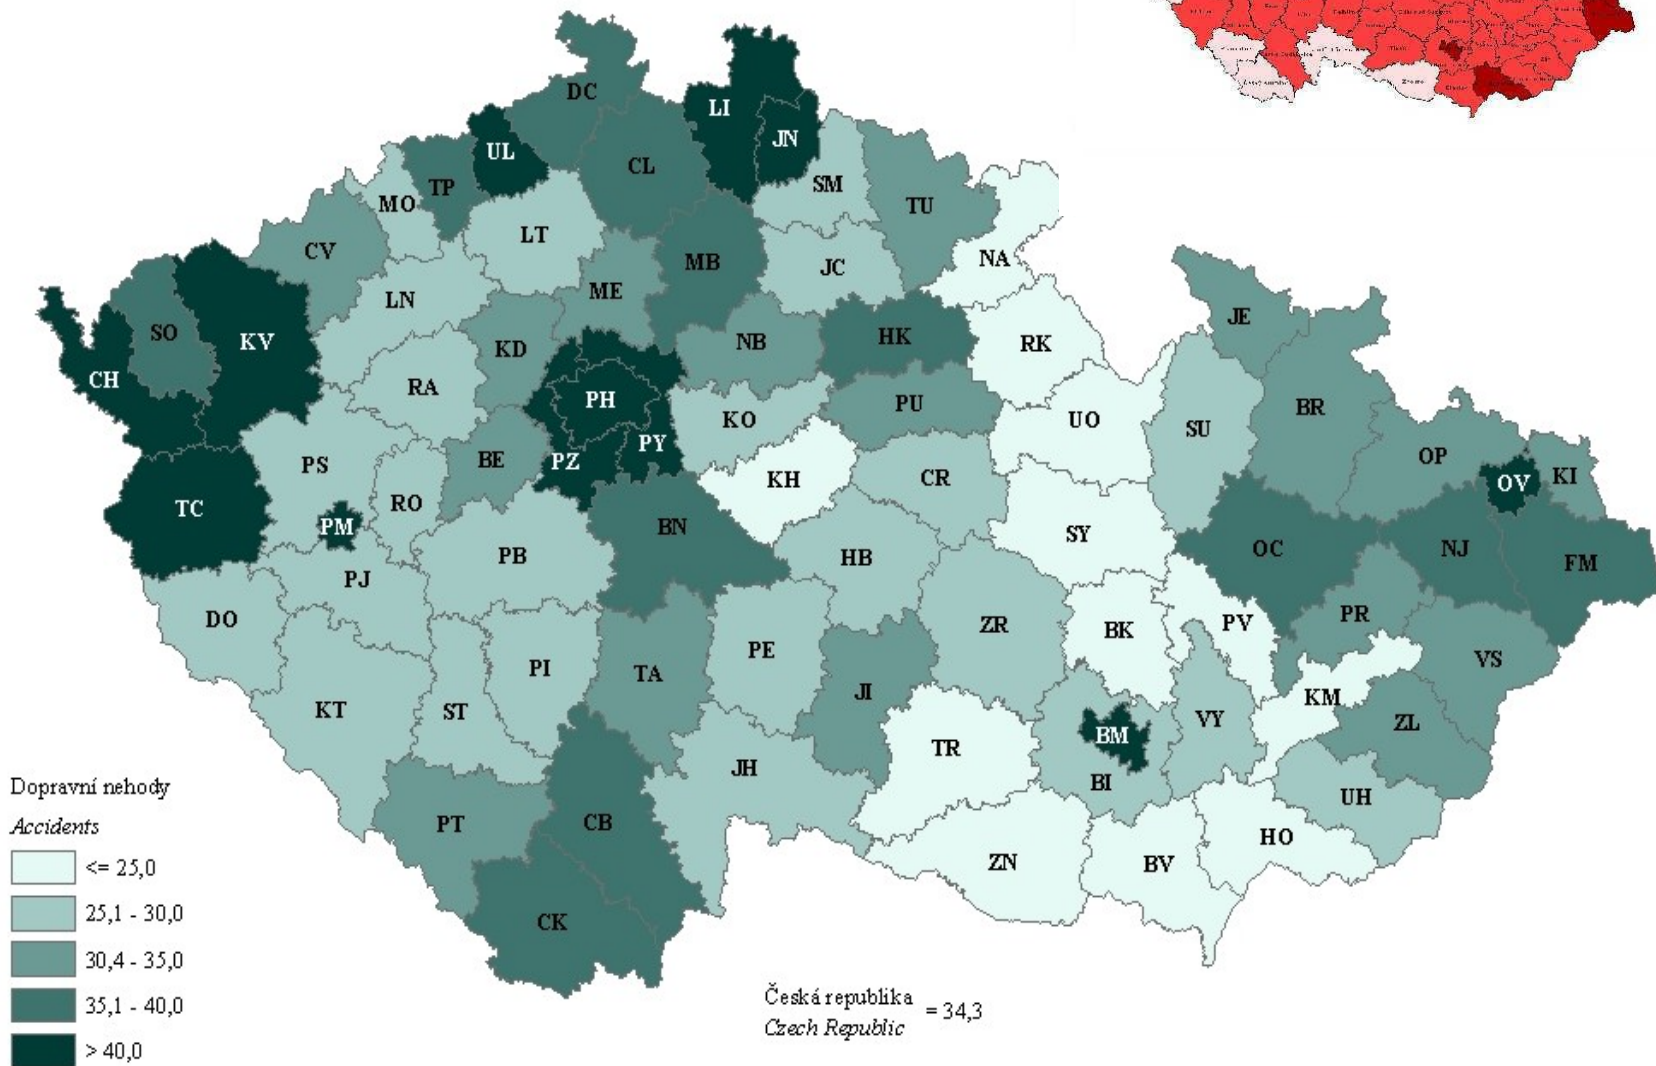 DC
LI
JN
UL
CL
TP
SM
MO
TU
LT
CV
NA
MB
JC
LN
ME
JE
SO
KV
NB
HK
RK
KD
CH
RA
PH
PU
BR
KO
UO
SU
PY
BE
PZ
PS
OP
KI
KH
CR
OV
RO
TC
PM
BN
SY
OC
NJ
PB
HB
FM
PJ
DO
PR
ZR
BK
PV
PE
VS
PI
TA
JI
KM
KT
ST
VY
ZL
BM
TR
JH
BI
Dopravní nehody
UH
Accidents
PT
CB
HO
ZN
BV
<= 25,0
25,1 - 30,0
CK
30,4 - 35,0
35,1 - 40,0
Česká republika = 34,3
Czech Republic
> 40,0